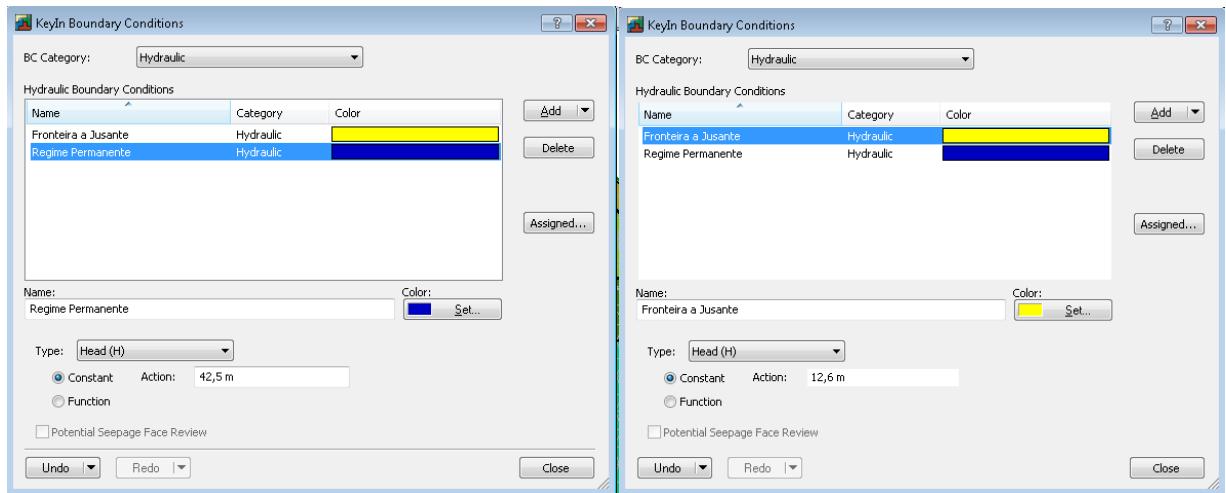 KeyIn Boundary Conditions
BC Category: Hydraulic
Hydraulic Boundary Conditions
Name Category Color
Fronteira a Jusante Hydraulic
Regime Permanente Hydraulic
Add
Delete
Assigned...
Name: Color:
Regime Permanente Set...
Type: Head (H)
Constant Action: 42,5 m
Function
Potential Seepage Face Review
Undo Redo Close
KeyIn Boundary Conditions
BC Category: Hydraulic
Hydraulic Boundary Conditions
Name Category Color
Fronteira a Jusante Hydraulic
Regime Permanente Hydraulic
Add
Delete
Assigned...
Name: Color:
Fronteira a Jusante Set...
Type: Head (H)
Constant Action: 12,6 m
Function
Potential Seepage Face Review
Undo Redo Close